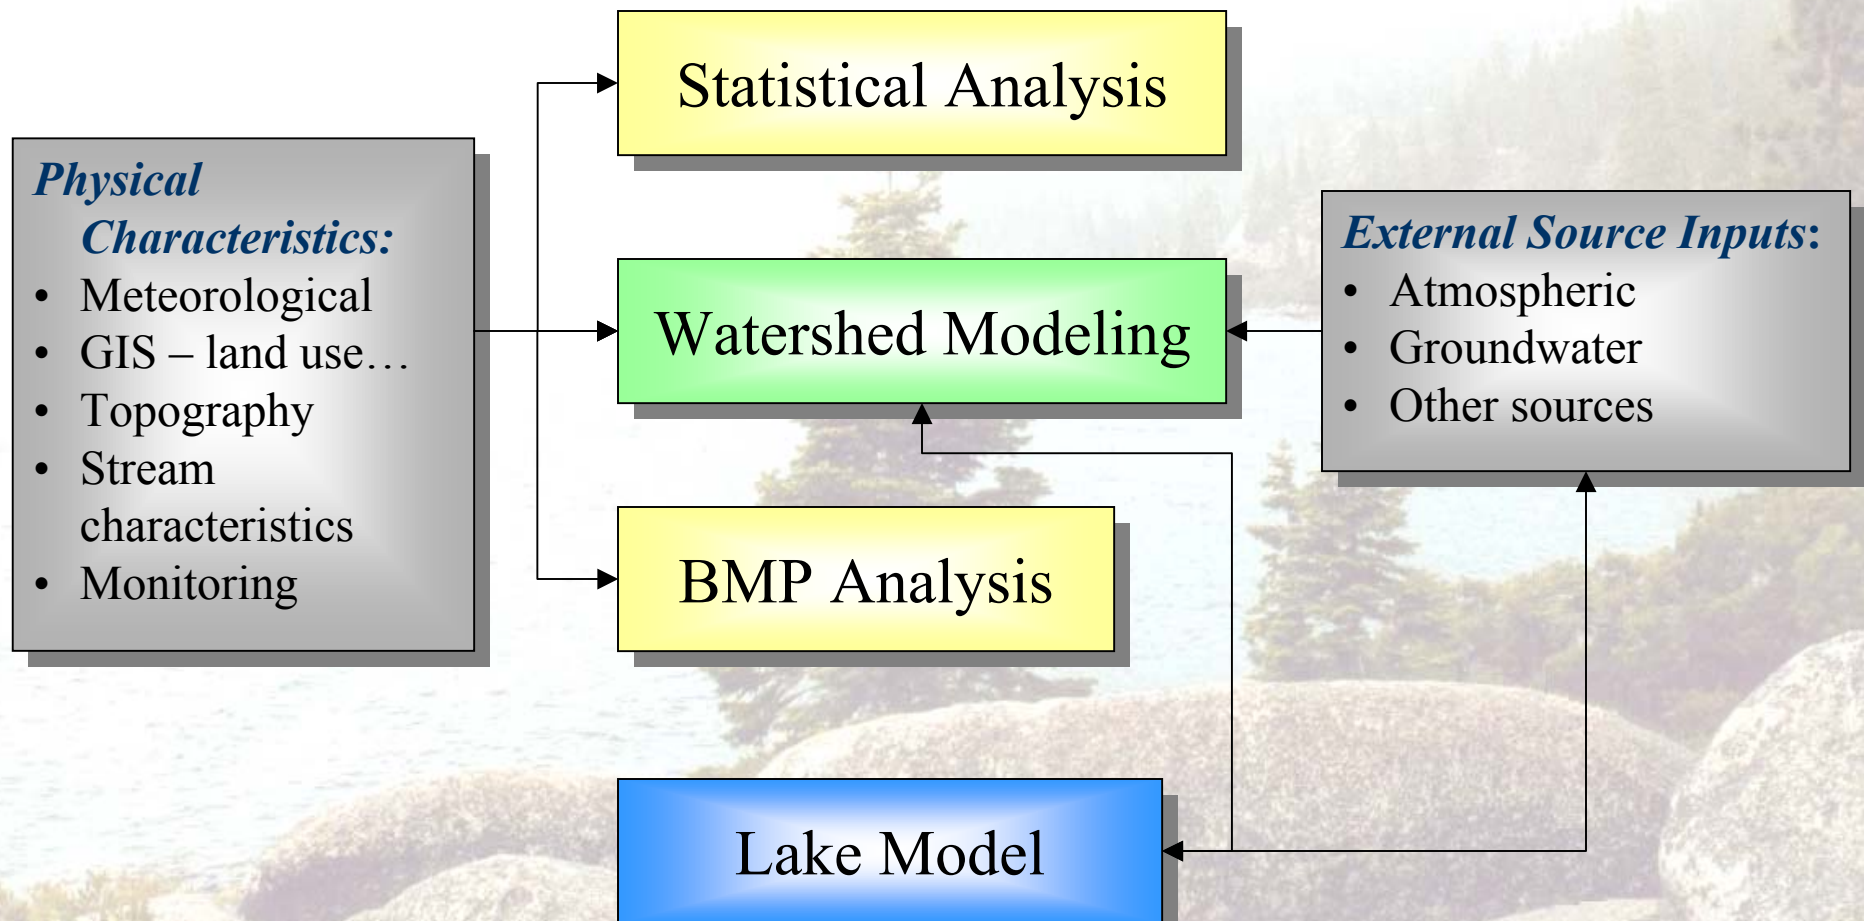 Statistical Analysis
Physical
Characteristics:
• Meteorological
• GIS – land use…
• Topography
• Stream
characteristics
• Monitoring
Watershed Modeling
External Source Inputs:
• Atmospheric
• Groundwater
• Other sources
BMP Analysis
Lake Model